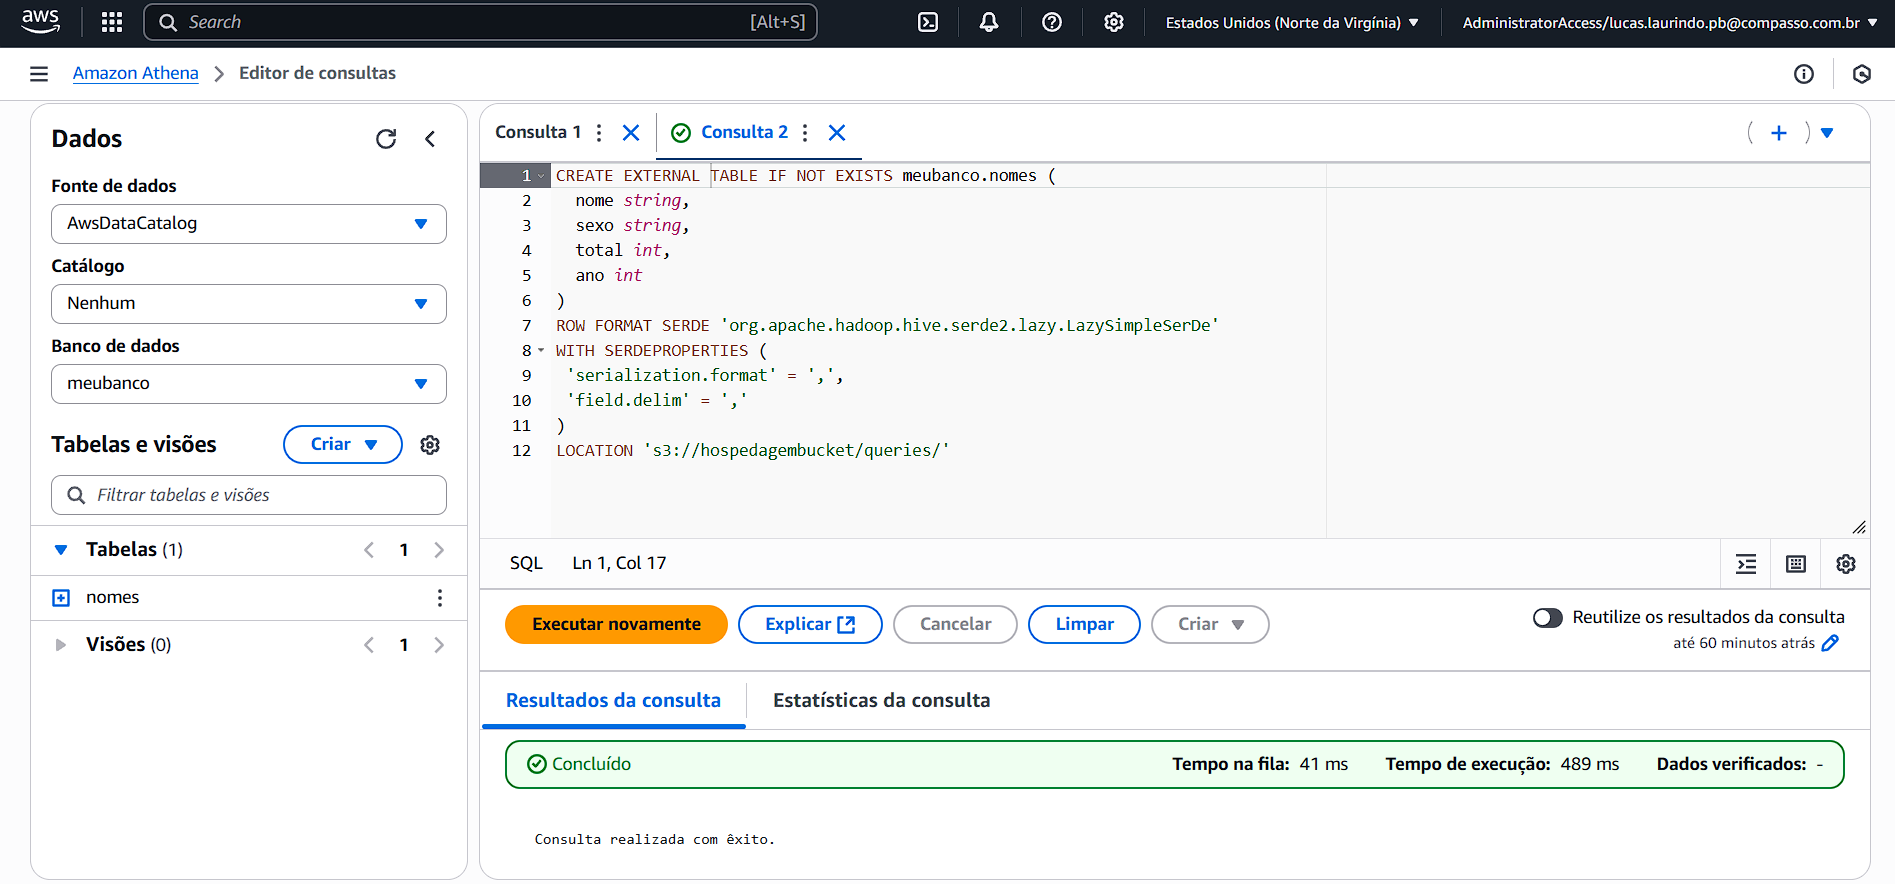 aws
Search [Alt+S]
Estados Unidos (Norte da Virgínia)
AdministratorAccess/lucas.laurindo.pb@compasso.com.br
Amazon Athena
Editor de consultas
Dados
Fonte de dados
AwsDataCatalog
Catálogo
Nenhum
Banco de dados
meubanco
Tabelas e visões
Criar
Filtrar tabelas e visões
Tabelas (1)
1
nomes
Visões (0)
1
Consulta 1
Consulta 2
1 CREATE EXTERNAL TABLE IF NOT EXISTS meubanco.nomes (
2 nome string,
3 sexo string,
4 total int,
5 ano int
6 )
7 ROW FORMAT SERDE 'org.apache.hadoop.hive.serde2.lazy.LazySimpleSerDe'
8 WITH SERDEPROPERTIES (
9 'serialization.format' = ',',
10 'field.delim' = ','
11 )
12 LOCATION 's3://hospedagembucket/queries/'
SQL Ln 1, Col 17
Executar novamente
Explicar
Cancelar
Limpar
Criar
Reutilize os resultados da consulta
até 60 minutos atrás
Resultados da consulta
Estatísticas da consulta
Concluído
Tempo na fila: 41 ms
Tempo de execução: 489 ms
Dados verificados: -
Consulta realizada com êxito.